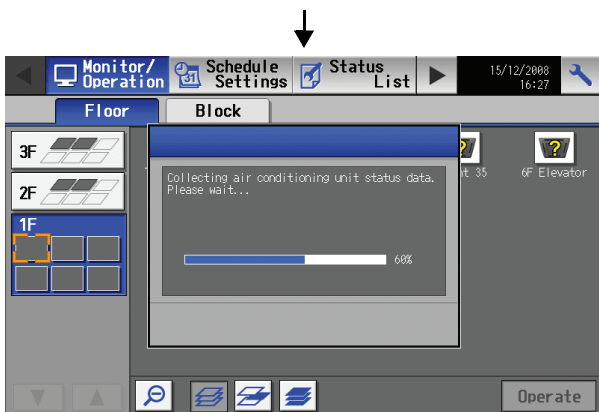 Monitor/
Operation
31
Schedule
Settings
Status
List
15/12/2008
16:27
Floor
Block
3F
2F
1F
Collecting air conditioning unit status data.
Please wait...
60%
?
35
?
6F Elevator
Operate